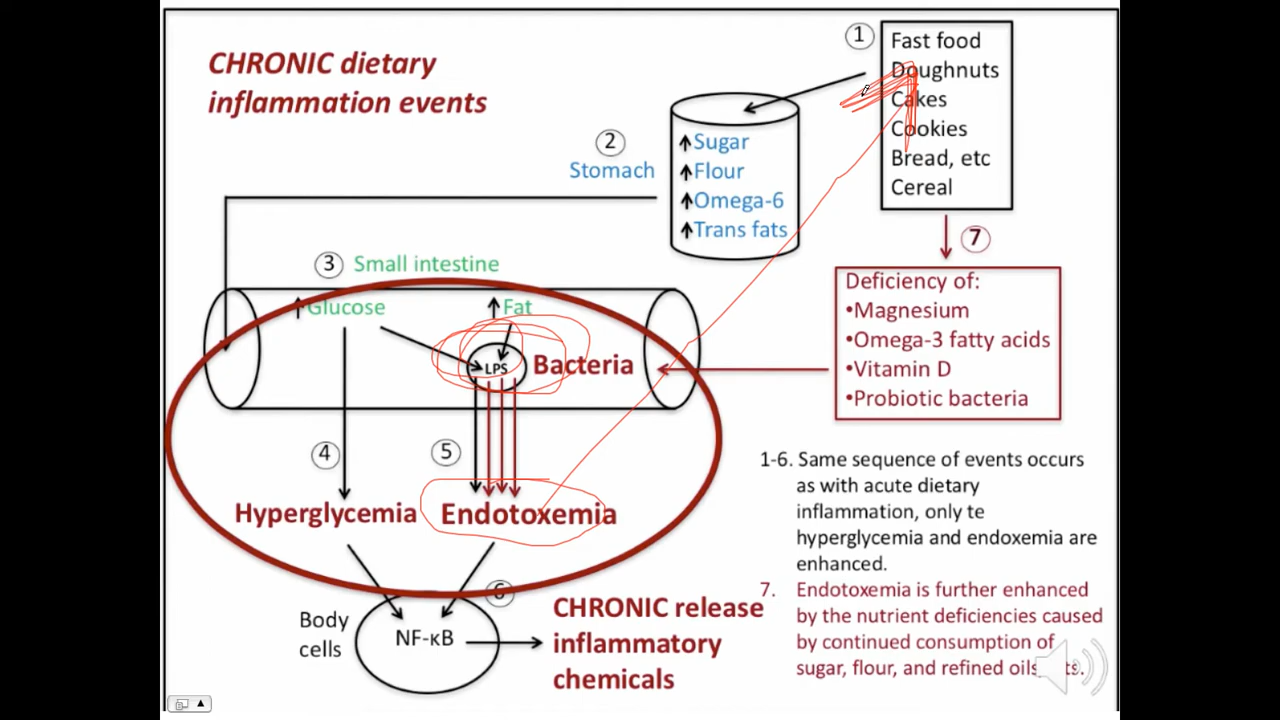 CHRONIC dietary
inflammation events
1
Fast food
Doughnuts
Cakes
Cookies
Bread, etc
Cereal
2
Stomach
Sugar
Flour
Omega-6
Trans fats
7
Deficiency of:
•Magnesium
•Omega-3 fatty acids
•Vitamin D
•Probiotic bacteria
3
Small intestine
Glucose
Fat
LPS
Bacteria
4
5
Hyperglycemia
Endotoxemia
6
Body
cells
NF-κB
CHRONIC release
inflammatory
chemicals
1-6. Same sequence of events occurs
as with acute dietary
inflammation, only te
hyperglycemia and endoxemia are
enhanced.
7. Endotoxemia is further enhanced
by the nutrient deficiencies caused
by continued consumption of
sugar, flour, and refined oils